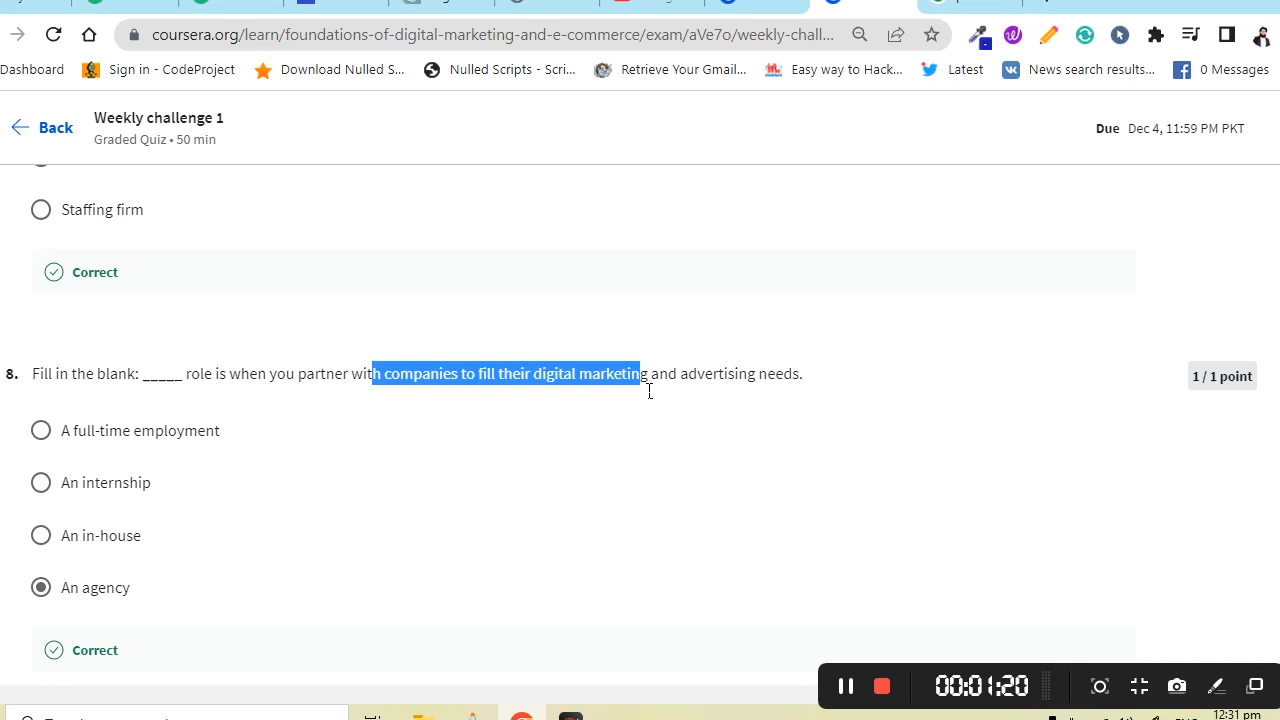 coursera.org/learn/foundations-of-digital-marketing-and-e-commerce/exam/aVe7o/weekly-chall...
Dashboard Sign in - CodeProject Download Nulled S... Nulled Scripts - Scri... Retrieve Your Gmail... Easy way to Hack... Latest News search results... 0 Messages
Back
Weekly challenge 1
Graded Quiz • 50 min
Due Dec 4, 11:59 PM PKT
Staffing firm
Correct
8. Fill in the blank: _____ role is when you partner with companies to fill their digital marketing and advertising needs.
1 / 1 point
A full-time employment
An internship
An in-house
An agency
Correct
00:01:20
12:31 pm